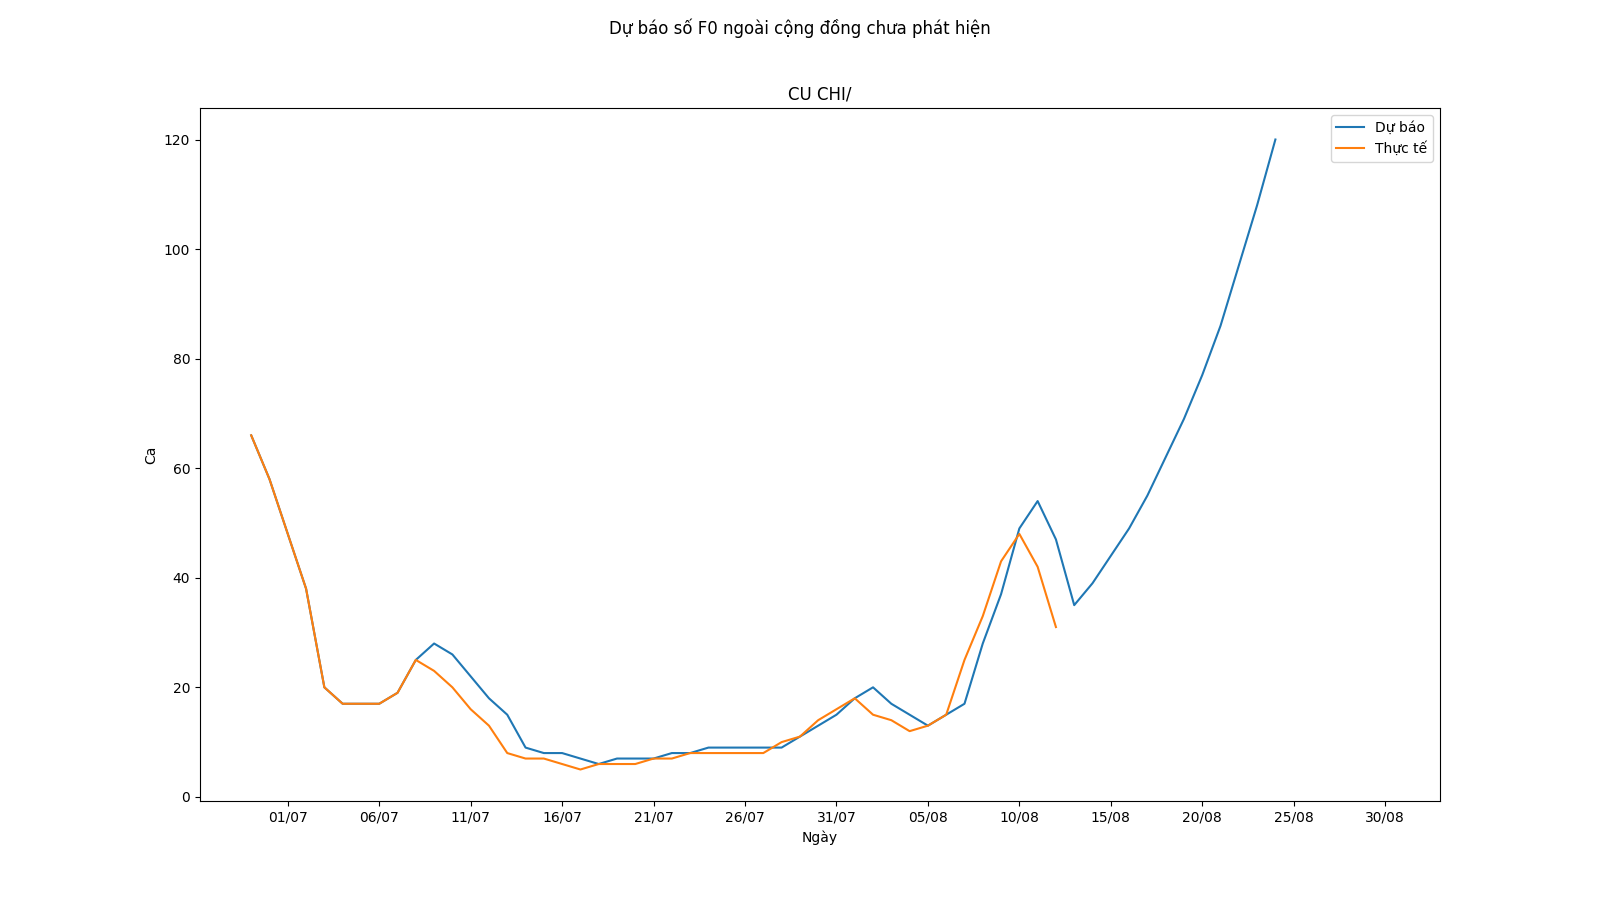 Dự báo số F0 ngoài cộng đồng chưa phát hiện
CU CHI/
Dự báo
Thực tế
120
100
80
60
40
20
0
Ca
01/07 06/07 11/07 16/07 21/07 26/07 31/07 05/08 10/08 15/08 20/08 25/08 30/08
Ngày